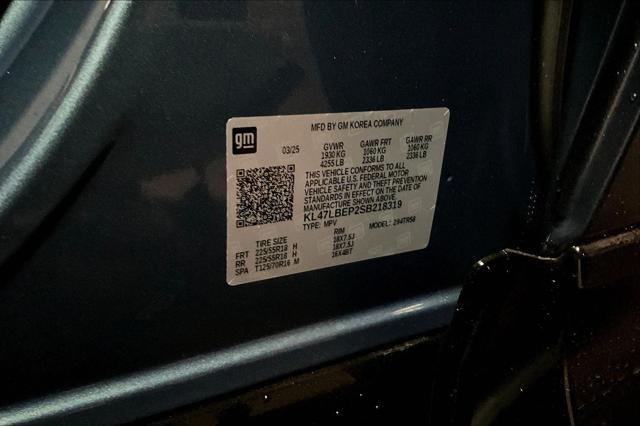 gm
MFD BY GM KOREA COMPANY
03/25 GVWR GAWR FRT GAWR RR
1930 KG 1060 KG 1060 KG
4255 LB 2336 LB 2336 LB
THIS VEHICLE CONFORMS TO ALL
APPLICABLE U.S. FEDERAL MOTOR
VEHICLE SAFETY AND THEFT PREVENTION
STANDARDS IN EFFECT ON THE DATE OF
MANUFACTURE SHOWN ABOVE.
KL47LBEP2SB218319
TYPE: MPV MODEL: 294TR58
TIRE SIZE RIM
FRT 225/55R18 H 18X7.5J
RR 225/55R18 H 18X7.5J
SPA T125/70R16 M 16X4BT